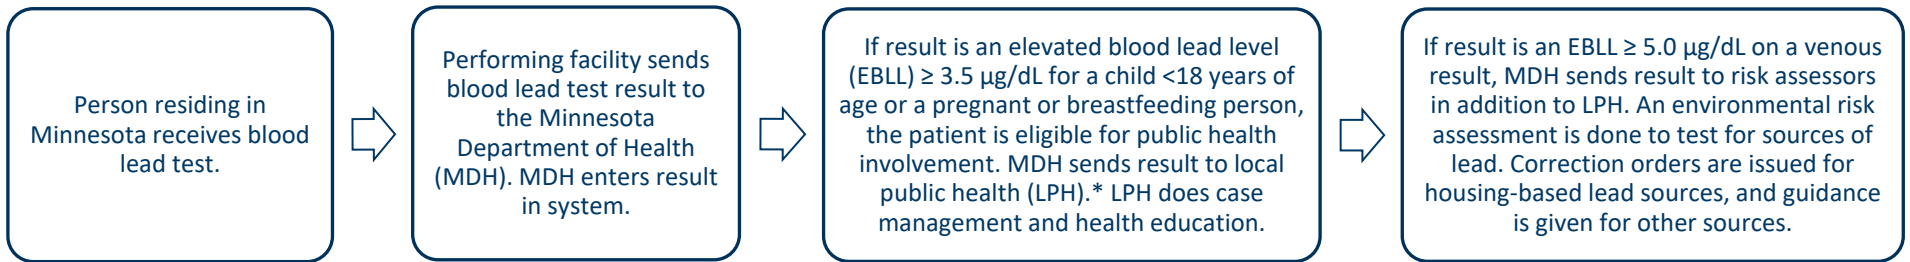 Person residing in
Minnesota receives blood
lead test.
Performing facility sends
blood lead test result to
the Minnesota
Department of Health
(MDH). MDH enters result
in system.
If result is an elevated blood lead level
(EBLL) ≥ 3.5 µg/dL for a child <18 years of
age or a pregnant or breastfeeding person,
the patient is eligible for public health
involvement. MDH sends result to local
public health (LPH).* LPH does case
management and health education.
If result is an EBLL ≥ 5.0 µg/dL on a venous
result, MDH sends result to risk assessors
in addition to LPH. An environmental risk
assessment is done to test for sources of
lead. Correction orders are issued for
housing-based lead sources, and guidance
is given for other sources.